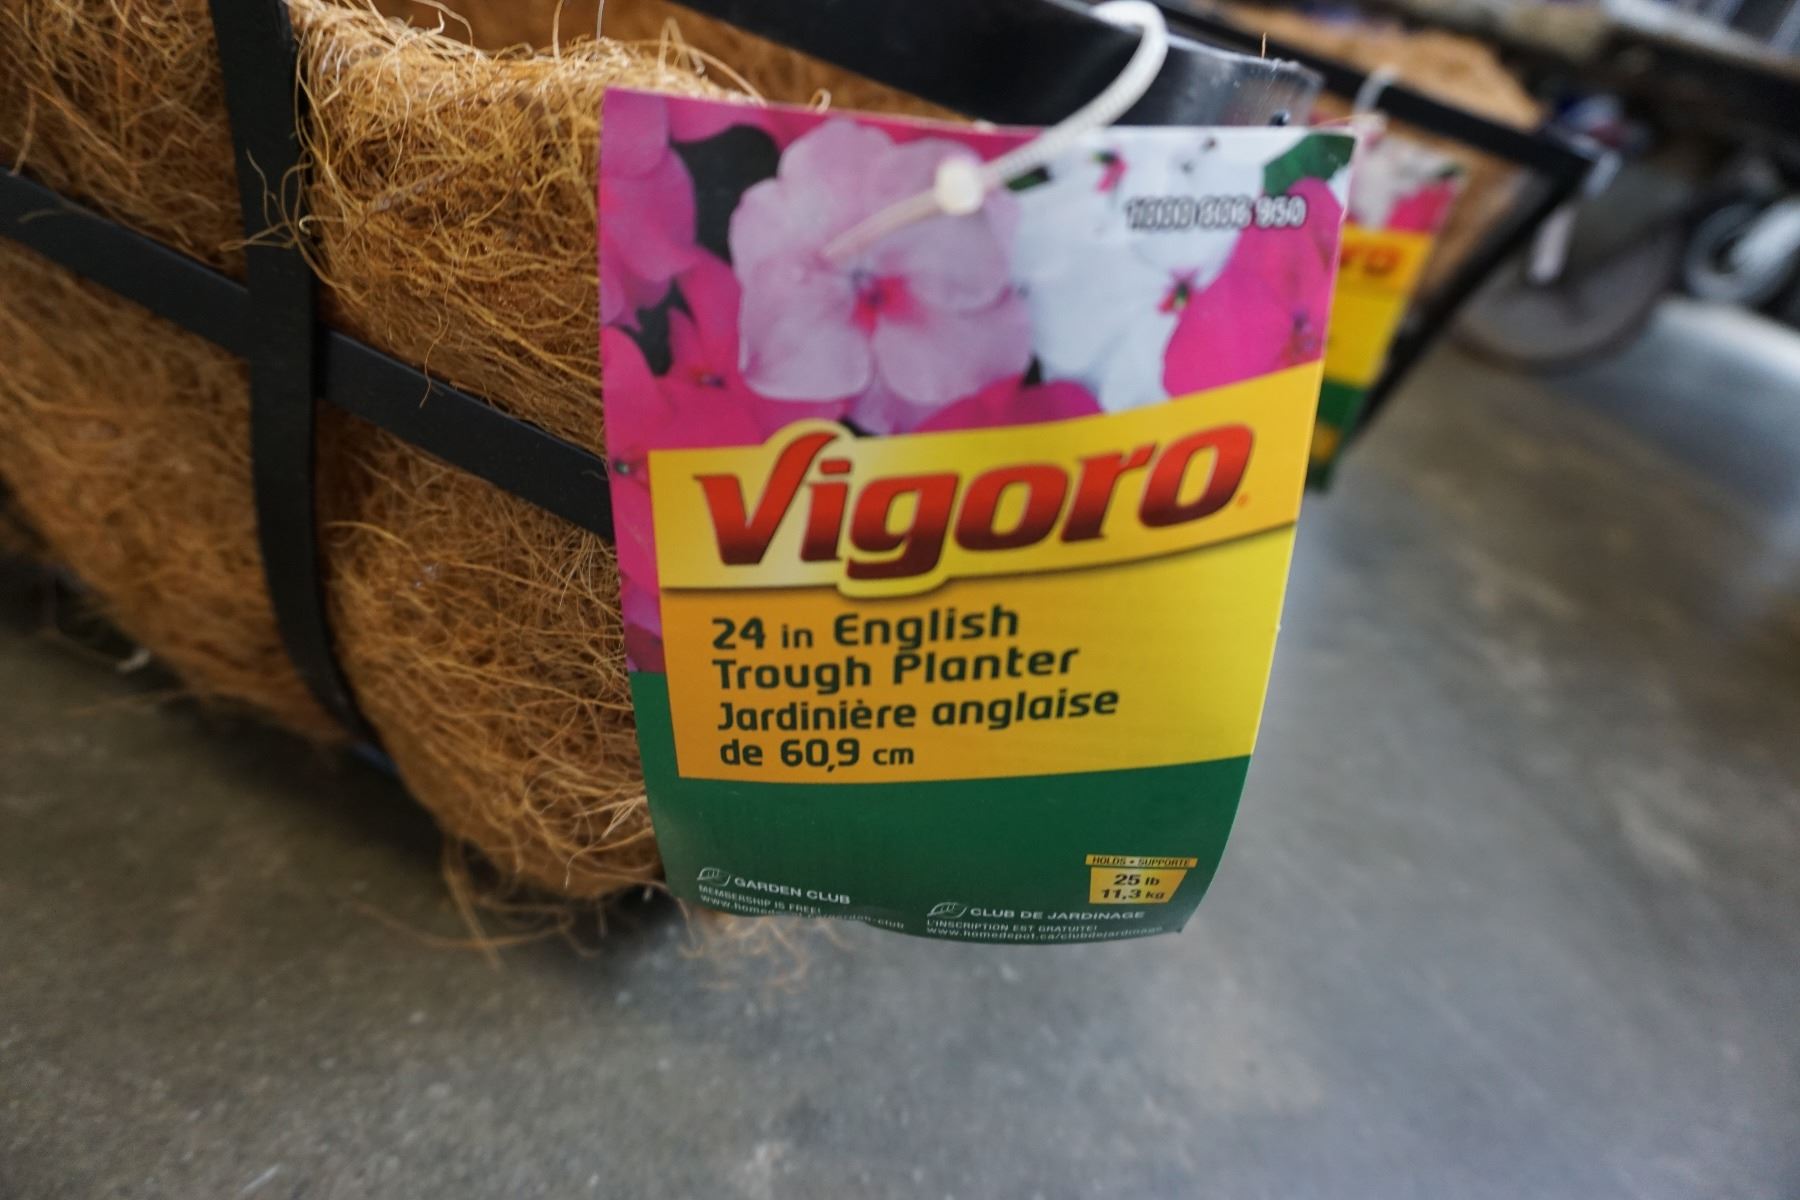 950
Vigoro
24 in English
Trough Planter
Jardinière anglaise
de 60,9 cm
HOLDS • SUPPORTE
25 lb
11,3 kg
GARDEN CLUB
MEMBERSHIP IS FREE!
CLUB DE JARDINAGE
L'INSCRIPTION EST GRATUITE!
www.homedepot.ca/clubdejardinage